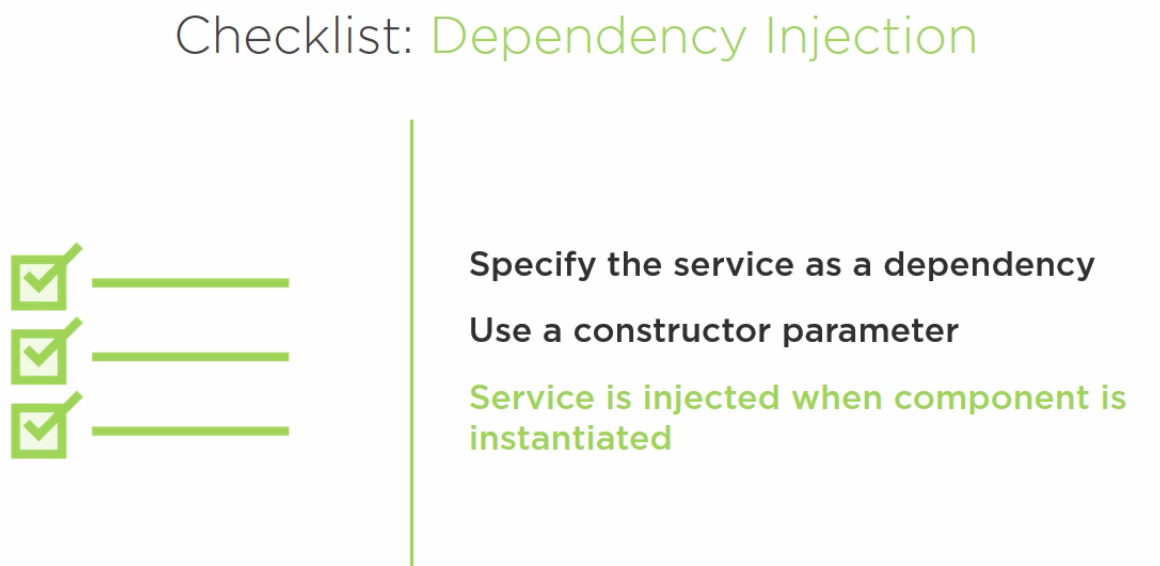 Checklist: Dependency Injection
Specify the service as a dependency
Use a constructor parameter
Service is injected when component is
instantiated